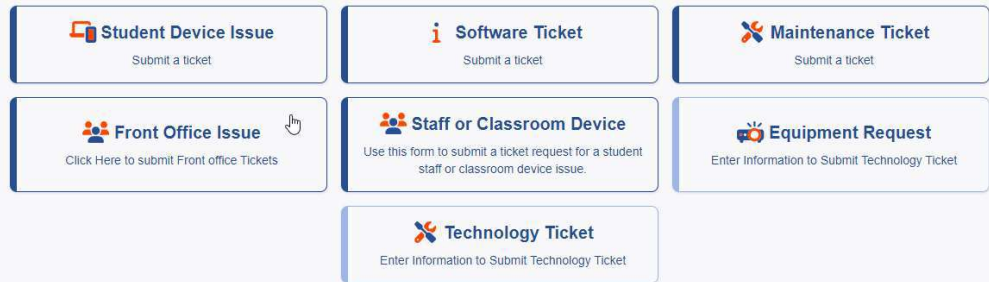 Student Device Issue
Submit a ticket
Software Ticket
Submit a ticket
Maintenance Ticket
Submit a ticket
Front Office Issue
Click Here to submit Front office Tickets
Staff or Classroom Device
Use this form to submit a ticket request for a student
staff or classroom device issue.
Equipment Request
Enter Information to Submit Technology Ticket
Technology Ticket
Enter Information to Submit Technology Ticket